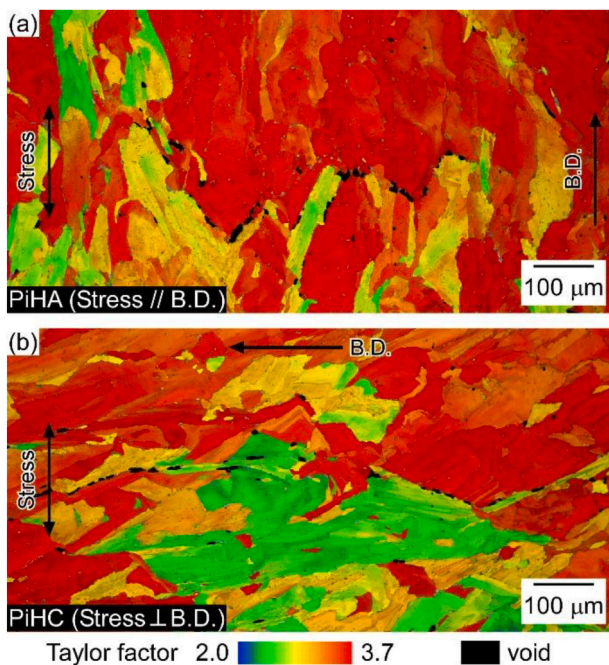 (a)
Stress
B.D.
PiHA (Stress // B.D.)
100 μm
(b)
B.D.
Stress
PiHC (Stress⊥B.D.)
100 μm
Taylor factor 2.0 3.7 void